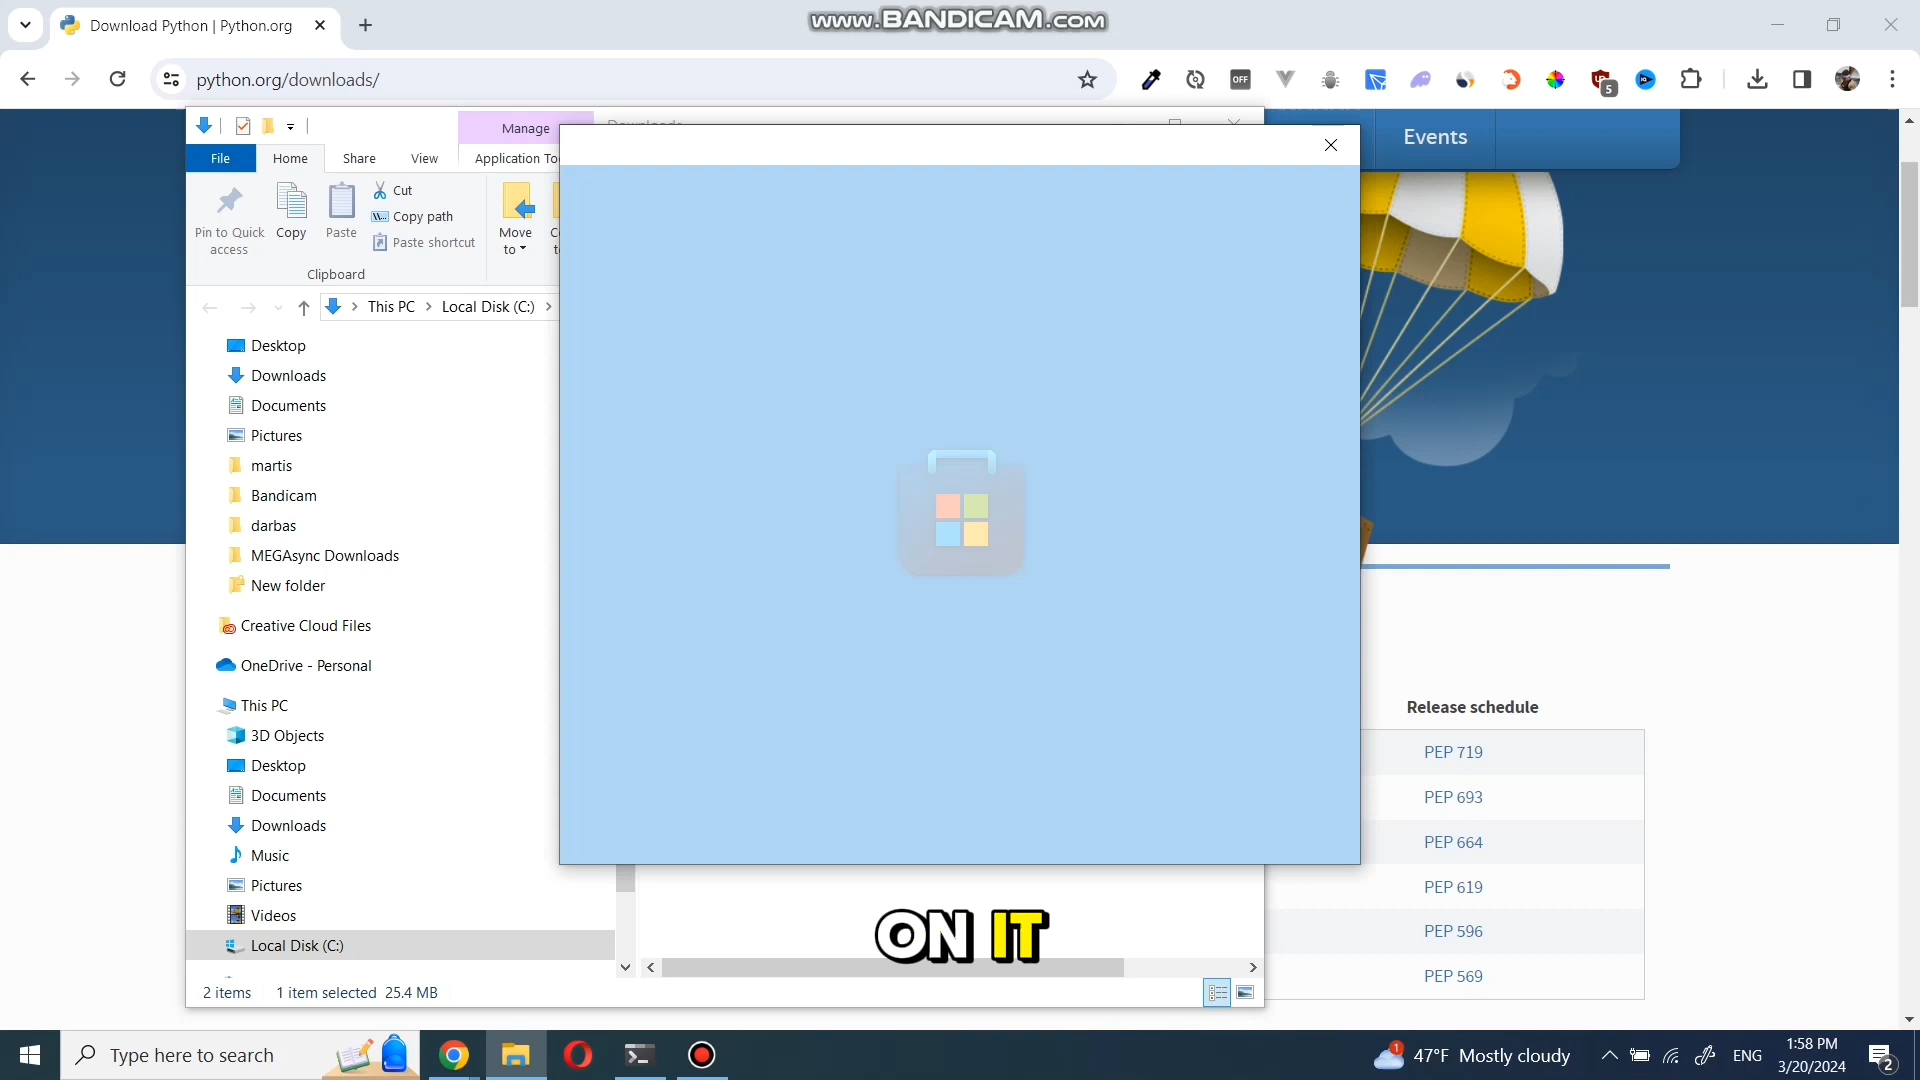 Download Python | Python.org
www.BANDICAM.com
python.org/downloads/
OFF
5
Manage
Downloads
File
Home
Share
View
Application Too
Events
Pin to Quick access
Copy
Paste
Cut
Copy path
Paste shortcut
Move to
Clipboard
This PC
Local Disk (C:)
Desktop
Downloads
Documents
Pictures
martis
Bandicam
darbas
MEGAsync Downloads
New folder
Creative Cloud Files
OneDrive - Personal
This PC
3D Objects
Desktop
Documents
Downloads
Music
Pictures
Videos
Local Disk (C:)
2 items
1 item selected 25.4 MB
ON IT
Release schedule
PEP 719
PEP 693
PEP 664
PEP 619
PEP 596
PEP 569
Type here to search
1
47°F Mostly cloudy
ENG
1:58 PM
3/20/2024
2